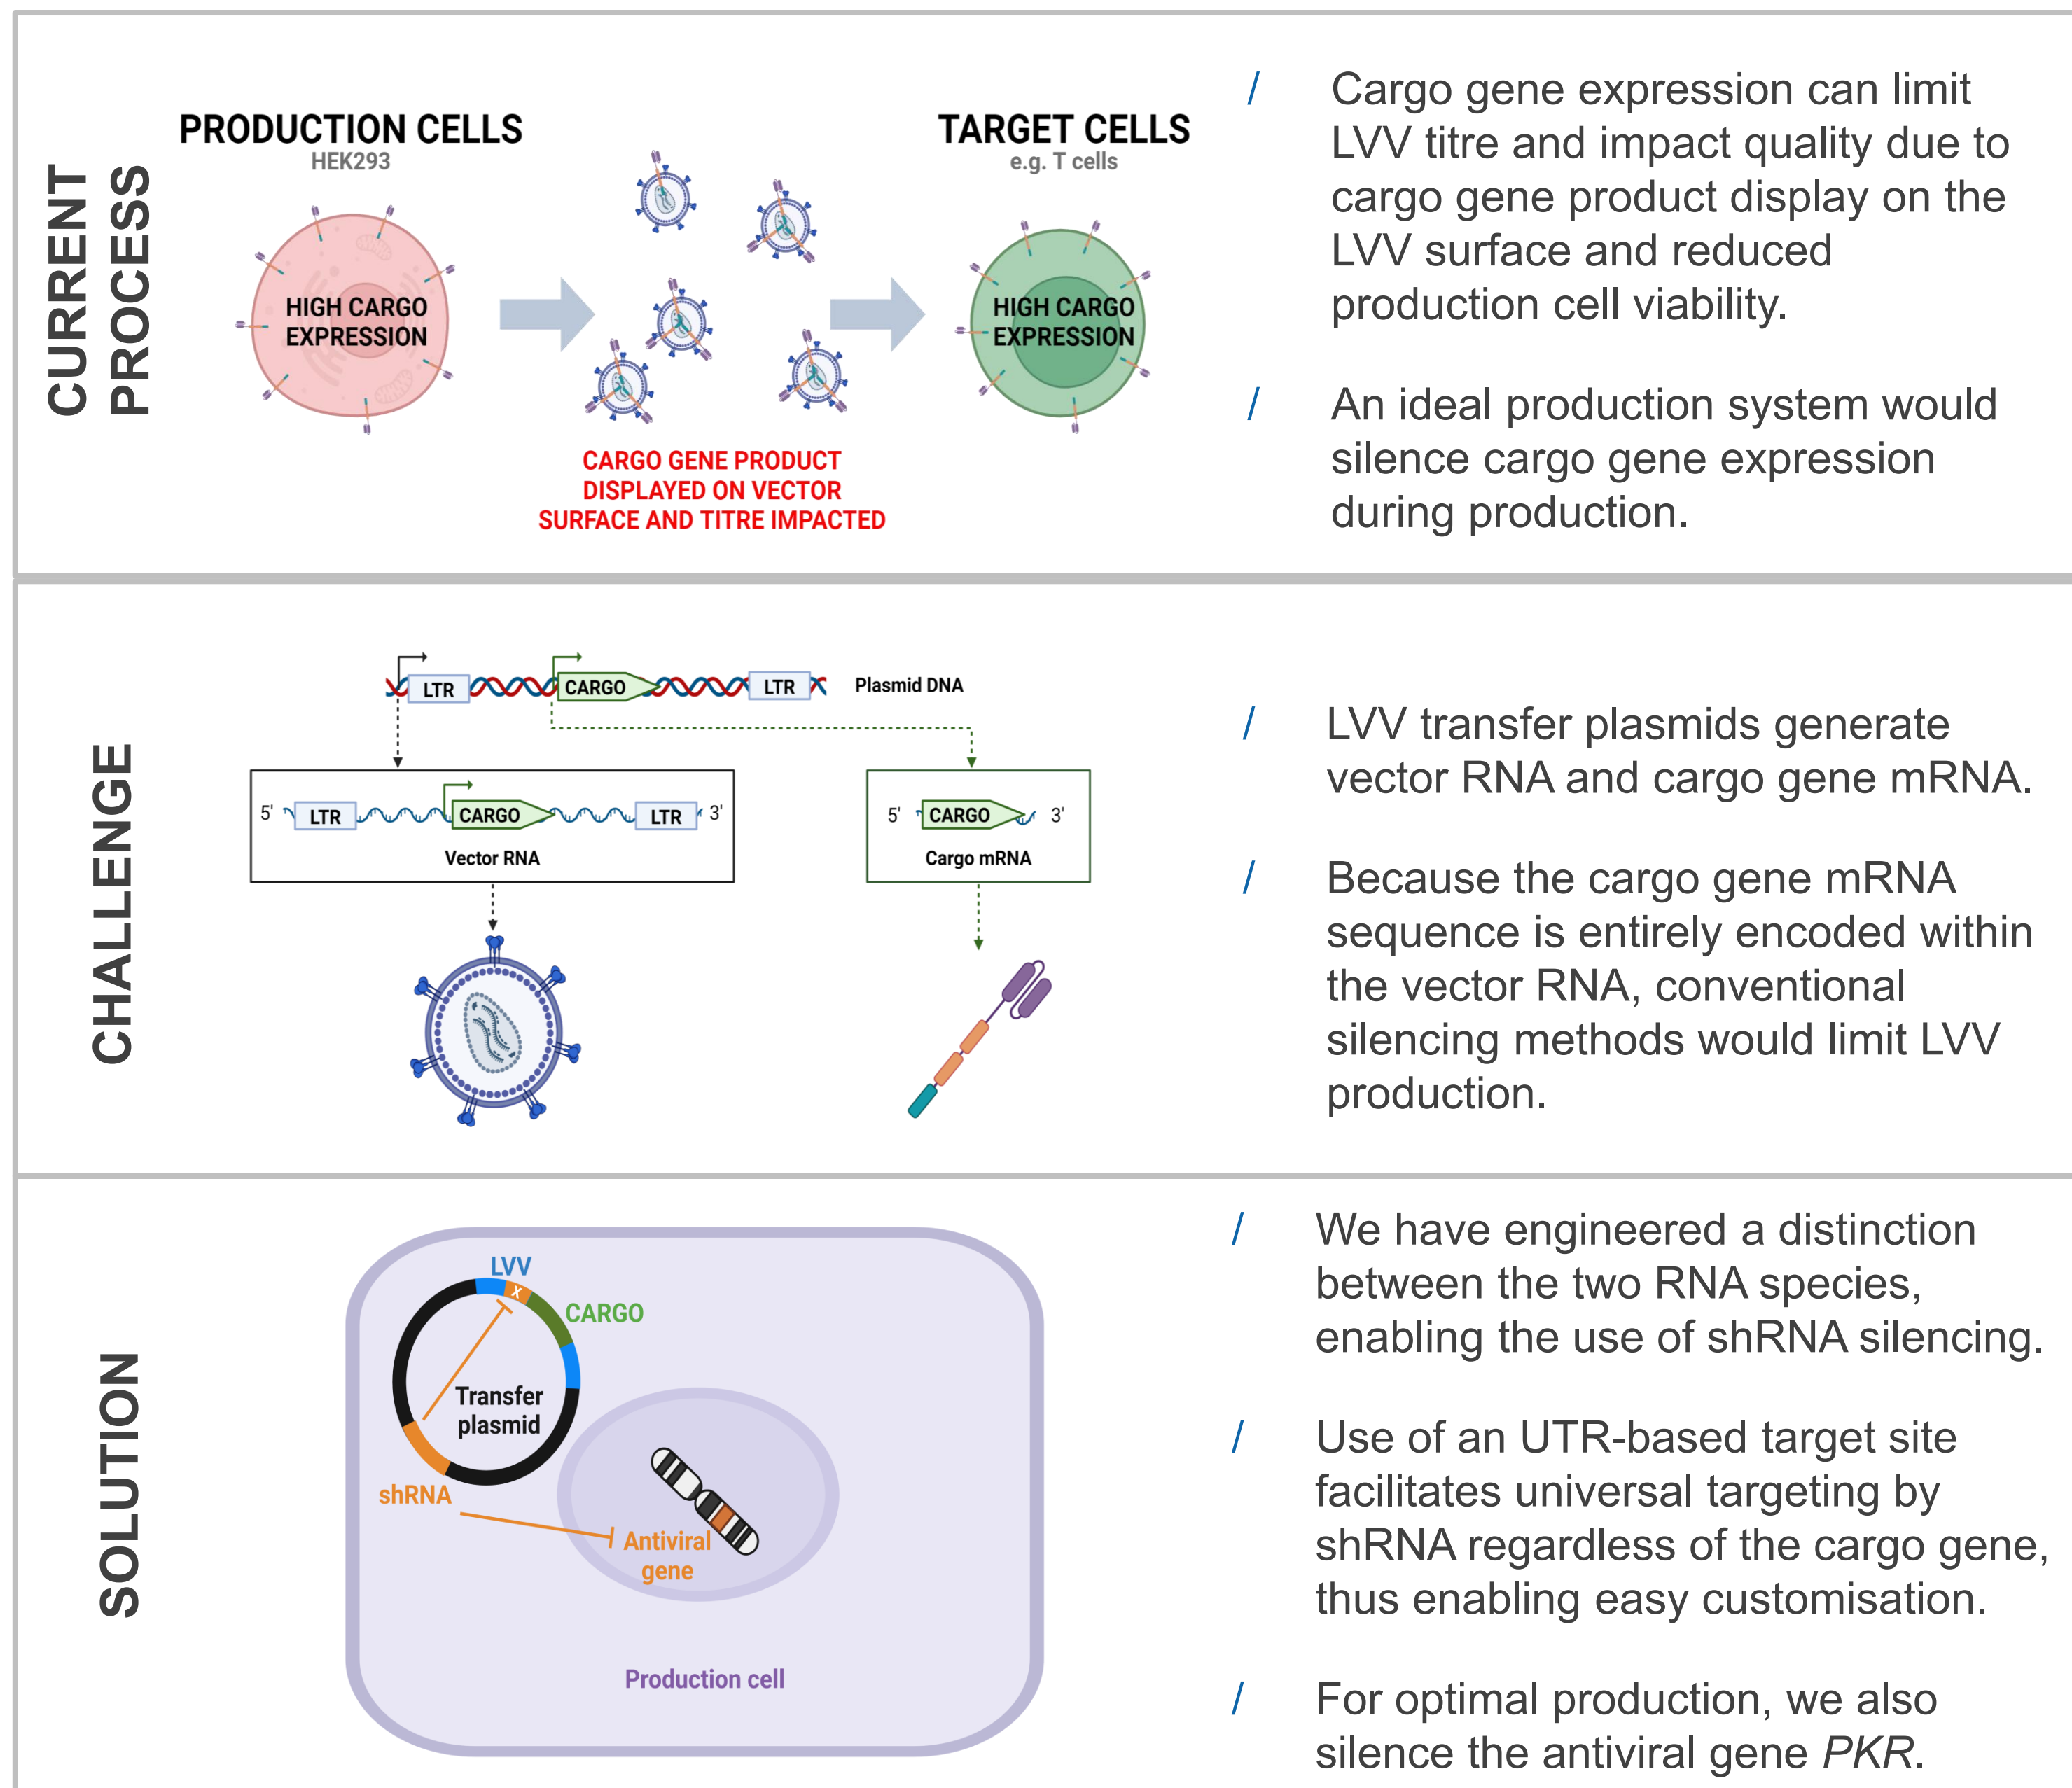 CURRENT
PROCESS
PRODUCTION CELLS
HEK293
HIGH CARGO
EXPRESSION
TARGET CELLS
e.g. T cells
HIGH CARGO
EXPRESSION
CARGO GENE PRODUCT
DISPLAYED ON VECTOR
SURFACE AND TITRE IMPACTED
/ Cargo gene expression can limit
LVV titre and impact quality due to
cargo gene product display on the
LVV surface and reduced
production cell viability.
/ An ideal production system would
silence cargo gene expression
during production.
CHALLENGE
LTR CARGO LTR Plasmid DNA
5' LTR CARGO LTR 3'
Vector RNA
5' CARGO 3'
Cargo mRNA
/ LVV transfer plasmids generate
vector RNA and cargo gene mRNA.
/ Because the cargo gene mRNA
sequence is entirely encoded within
the vector RNA, conventional
silencing methods would limit LVV
production.
SOLUTION
LVV
X
CARGO
Transfer
plasmid
shRNA
Antiviral
gene
Production cell
/ We have engineered a distinction
between the two RNA species,
enabling the use of shRNA silencing.
/ Use of an UTR-based target site
facilitates universal targeting by
shRNA regardless of the cargo gene,
thus enabling easy customisation.
/ For optimal production, we also
silence the antiviral gene PKR.